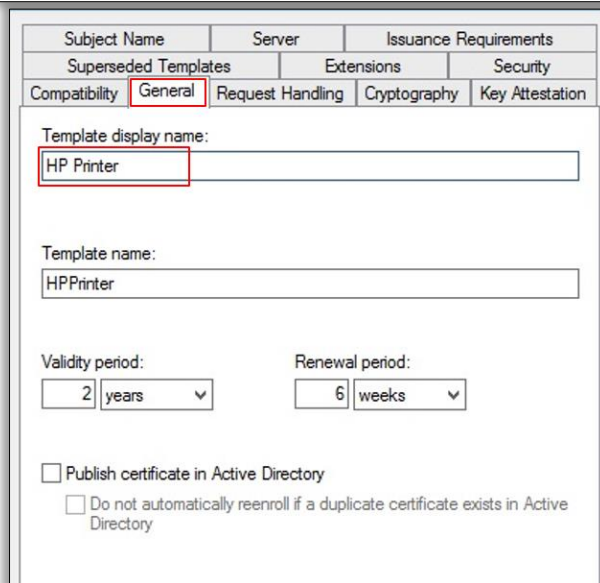 Subject Name Server Issuance Requirements
Superseded Templates Extensions Security
Compatibility General Request Handling Cryptography Key Attestation
Template display name:
HP Printer
Template name:
HPPrinter
Validity period: Renewal period:
2 years 6 weeks
Publish certificate in Active Directory
Do not automatically reenroll if a duplicate certificate exists in Active
Directory